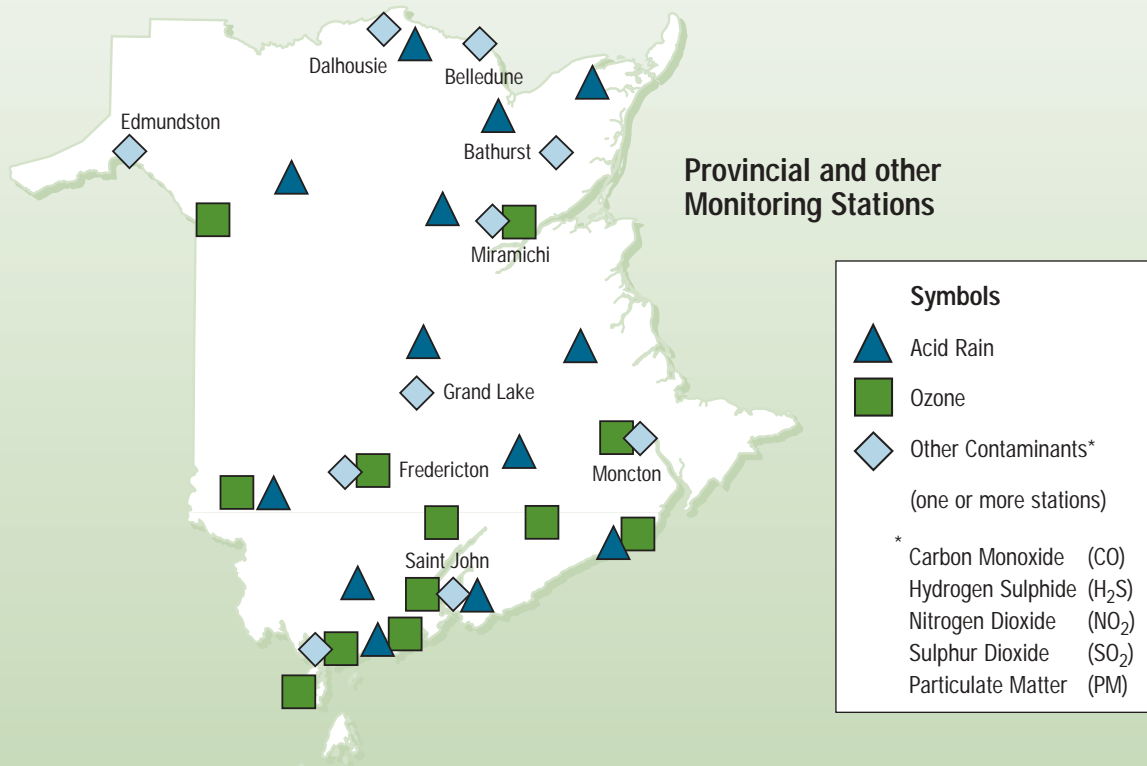 Dalhousie
Belledune
Edmundston
Bathurst
Provincial and other
Monitoring Stations
Miramichi
Symbols
Acid Rain
Grand Lake
Ozone
Other Contaminants*
Fredericton
Moncton
(one or more stations)
Saint John
* Carbon Monoxide (CO)
Hydrogen Sulphide (H₂S)
Nitrogen Dioxide (NO₂)
Sulphur Dioxide (SO₂)
Particulate Matter (PM)